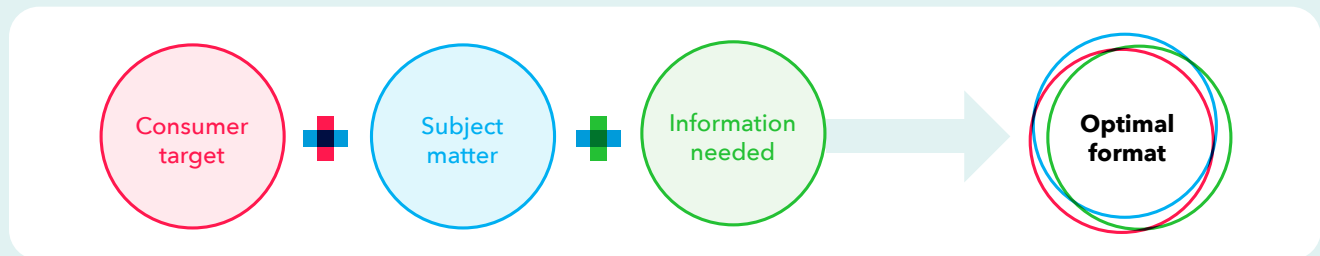 Consumer
target
Subject
matter
Information
needed
Optimal
format